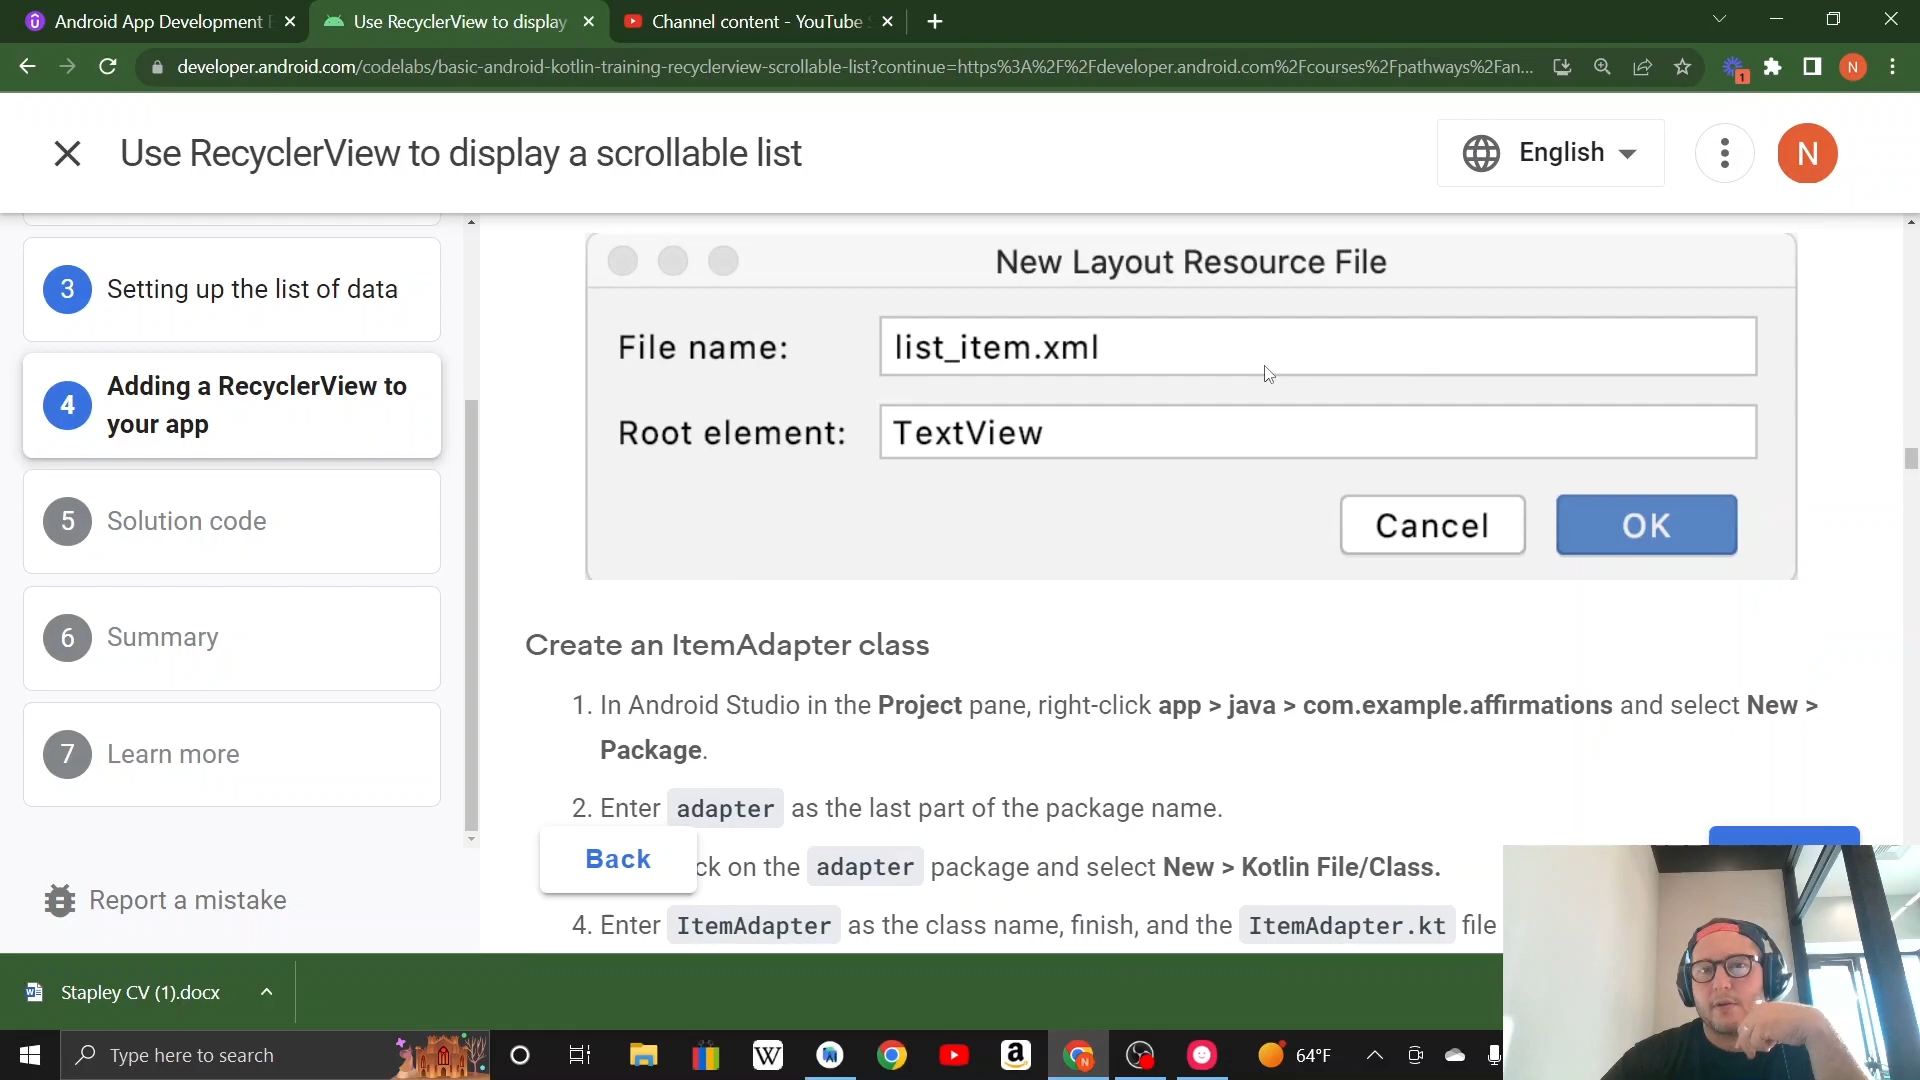 Android App Development
Use RecyclerView to display
Channel content - YouTube
developer.android.com/codelabs/basic-android-kotlin-training-recyclerview-scrollable-list?continue=https%3A%2F%2Fdeveloper.android.com%2Fcourses%2Fpathways%2Fan...
1
N
Use RecyclerView to display a scrollable list
English
N
3 Setting up the list of data
4 Adding a RecyclerView to
your app
5 Solution code
6 Summary
7 Learn more
Report a mistake
New Layout Resource File
File name: list_item.xml
Root element: TextView
Cancel OK
Create an ItemAdapter class
1. In Android Studio in the Project pane, right-click app > java > com.example.affirmations and select New >
Package.
2. Enter adapter as the last part of the package name.
Back
ck on the adapter package and select New > Kotlin File/Class.
4. Enter ItemAdapter as the class name, finish, and the ItemAdapter.kt file
Stapley CV (1).docx
Type here to search
64°F